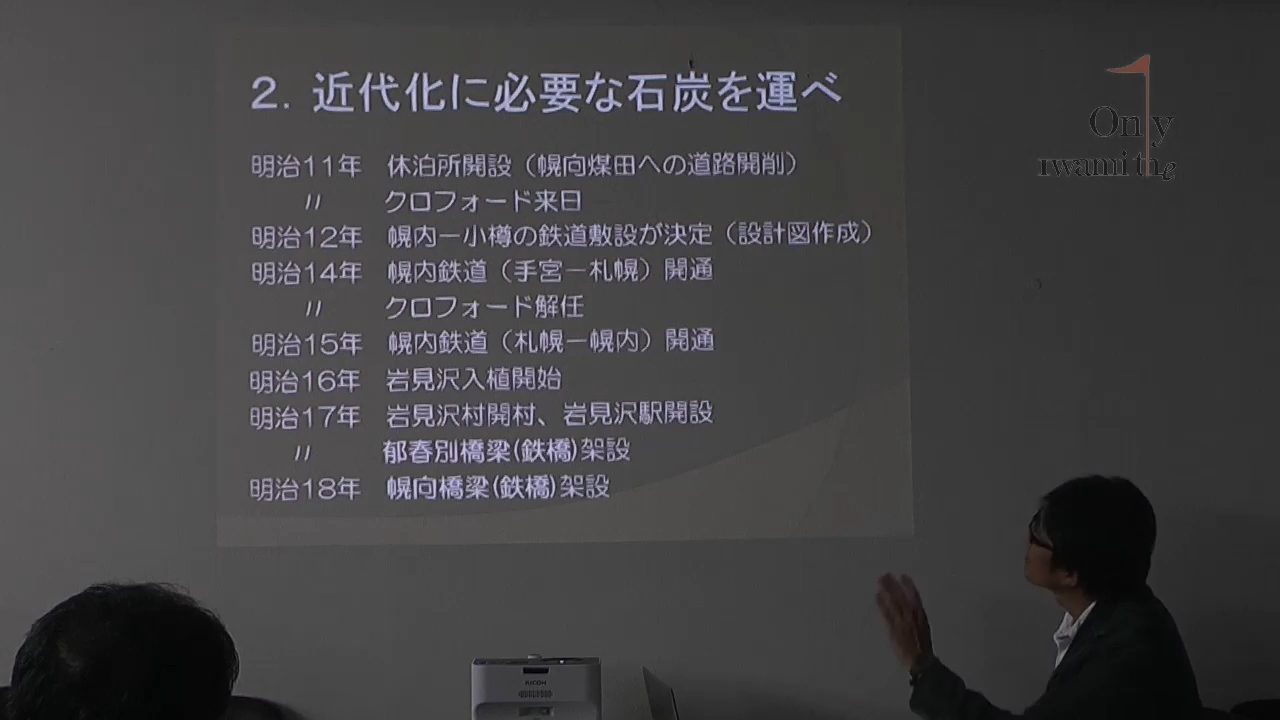 2. 近代化に必要な石炭を運べ
明治11年 休泊所開設（幌向煤田への道路開削）
〃 クロフォード来日
明治12年 幌内ー小樽の鉄道敷設が決定（設計図作成）
明治14年 幌内鉄道（手宮ー札幌）開通
〃 クロフォード解任
明治15年 幌内鉄道（札幌ー幌内）開通
明治16年 岩見沢入植開始
明治17年 岩見沢村開村、岩見沢駅開設
〃 郁春別橋梁(鉄橋)架設
明治18年 幌向橋梁(鉄橋)架設
Only
1wami the
RICOH